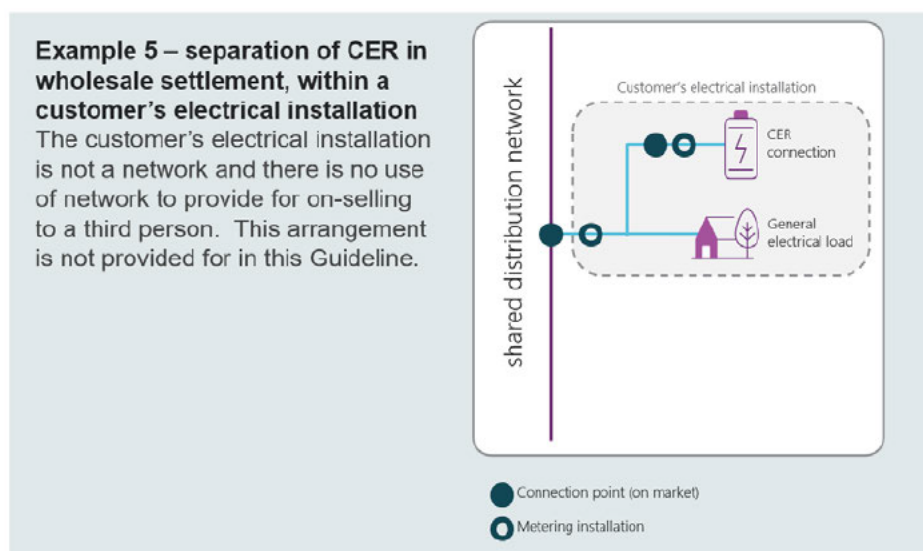 Example 5 – separation of CER in
wholesale settlement, within a
customer's electrical installation
The customer's electrical installation
is not a network and there is no use
of network to provide for on-selling
to a third person.  This arrangement
is not provided for in this Guideline.
shared distribution network
Customer's electrical installation
CER
connection
General
electrical load
Connection point (on market)
Metering installation